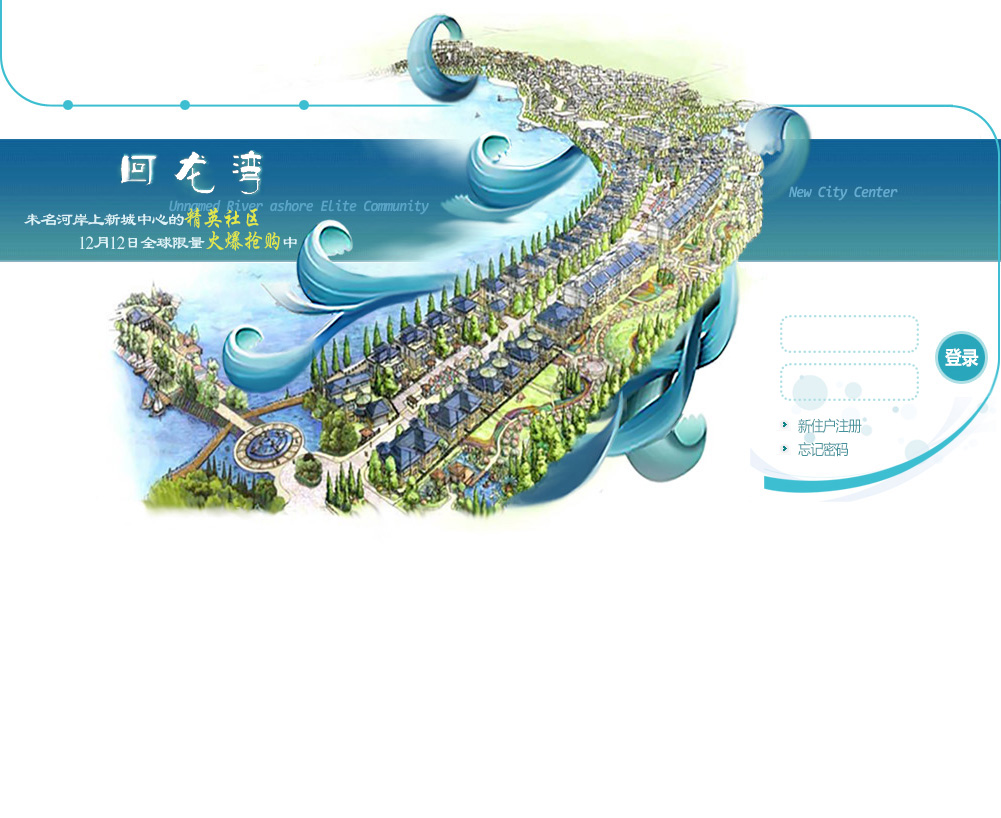 回龙湾
Unnamed River ashore ELite Community
未名河岸上新城中心的精英社区
12月12日全球限量火爆抢购中
New City Center
登录
新住户注册
忘记密码